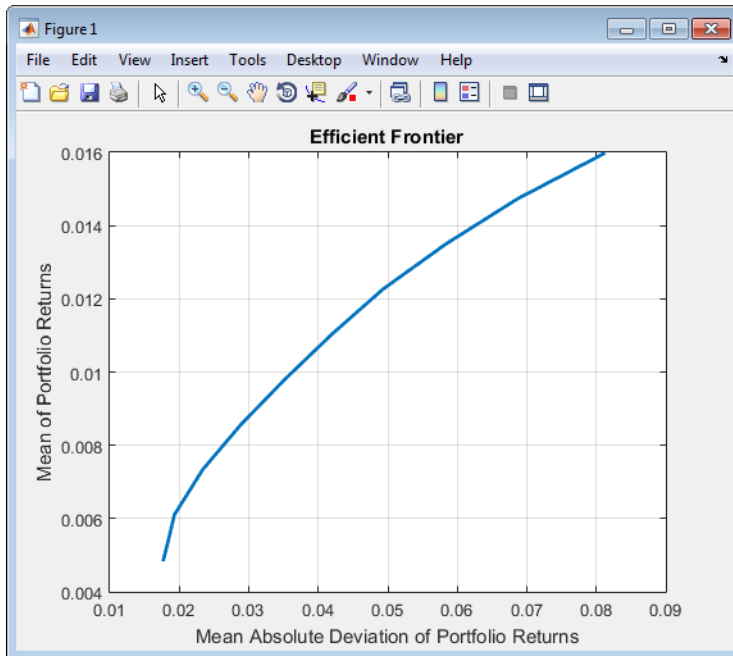 Figure 1
File Edit View Insert Tools Desktop Window Help
Efficient Frontier
0.016
0.014
0.012
0.01
0.008
0.006
0.004
Mean of Portfolio Returns
0.01 0.02 0.03 0.04 0.05 0.06 0.07 0.08 0.09
Mean Absolute Deviation of Portfolio Returns